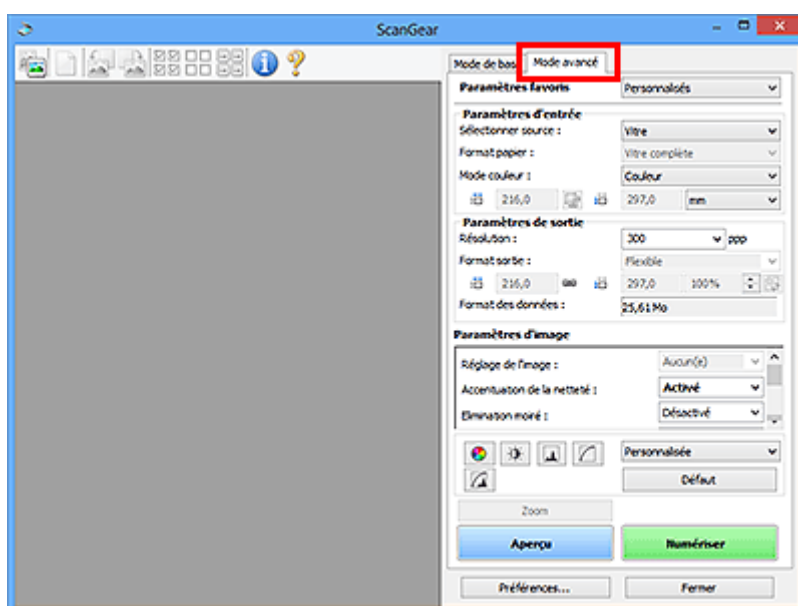 ScanGear
Mode de base Mode avancé
Paramètres favoris Personnalisés
Paramètres d'entrée
Sélectionner source : Vitre
Format papier : Vitre complète
Mode couleur : Couleur
216,0 297,0 mm
Paramètres de sortie
Résolution : 300 ppp
Format sortie : Flexible
216,0 297,0 100%
Format des données : 25,61 Mo
Paramètres d'image
Réglage de l'image : Aucun(e)
Accentuation de la netteté : Activé
Elimination moiré : Désactivé
Personnalisée
Défaut
Zoom
Aperçu Numériser
Préférences... Fermer